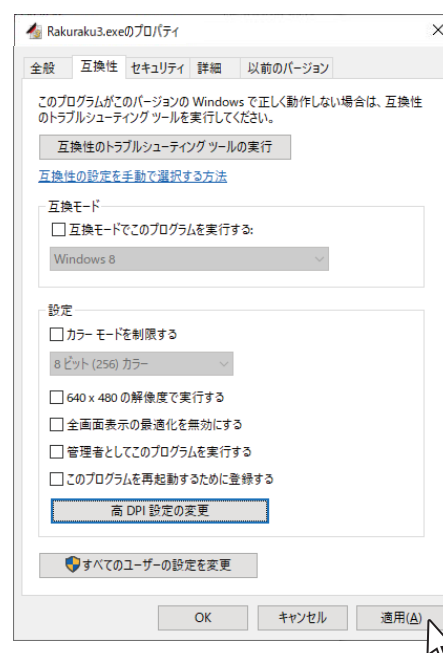 Rakuraku3.exeのプロパティ
全般 互換性 セキュリティ 詳細 以前のバージョン
このプログラムがこのバージョンの Windows で正しく動作しない場合は、互換性
のトラブルシューティング ツールを実行してください。
互換性のトラブルシューティング ツールの実行
互換性の設定を手動で選択する方法
互換モード
互換モードでこのプログラムを実行する:
Windows 8
設定
カラー モードを制限する
8 ビット (256) カラー
640 x 480 の解像度で実行する
全画面表示の最適化を無効にする
管理者としてこのプログラムを実行する
このプログラムを再起動するために登録する
高 DPI 設定の変更
すべてのユーザーの設定を変更
OK キャンセル 適用(A)